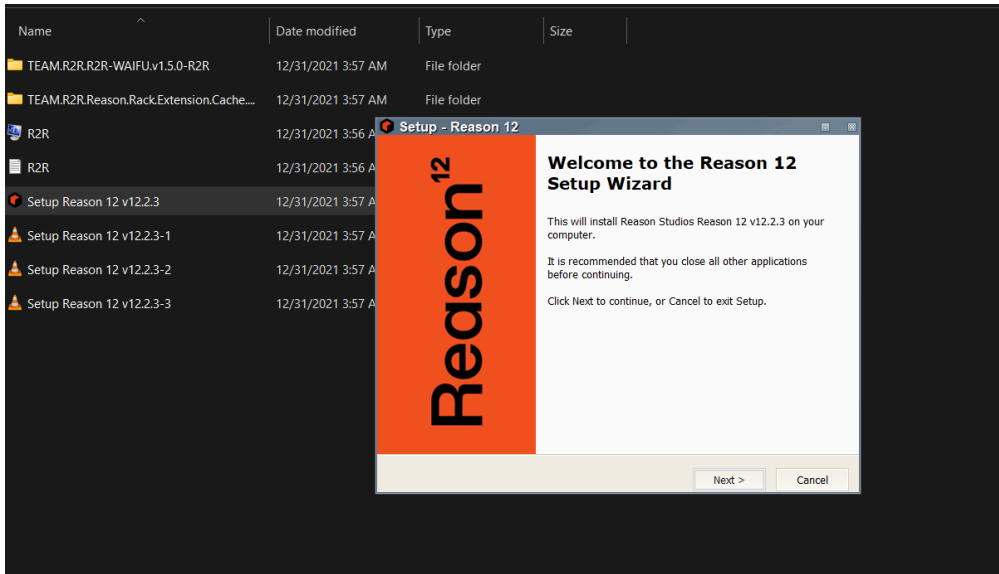 Name Date modified Type Size
TEAM.R2R.R2R-WAIFU.v1.5.0-R2R 12/31/2021 3:57 AM File folder
TEAM.R2R.Reason.Rack.Extension.Cache.... 12/31/2021 3:57 AM File folder
R2R 12/31/2021 3:56 A
R2R 12/31/2021 3:56 A
Setup Reason 12 v12.2.3 12/31/2021 3:57 A
Setup Reason 12 v12.2.3-1 12/31/2021 3:57 A
Setup Reason 12 v12.2.3-2 12/31/2021 3:57 A
Setup Reason 12 v12.2.3-3 12/31/2021 3:57 A
Setup - Reason 12
Reason 12
Welcome to the Reason 12
Setup Wizard
This will install Reason Studios Reason 12 v12.2.3 on your
computer.
It is recommended that you close all other applications
before continuing.
Click Next to continue, or Cancel to exit Setup.
Next > Cancel